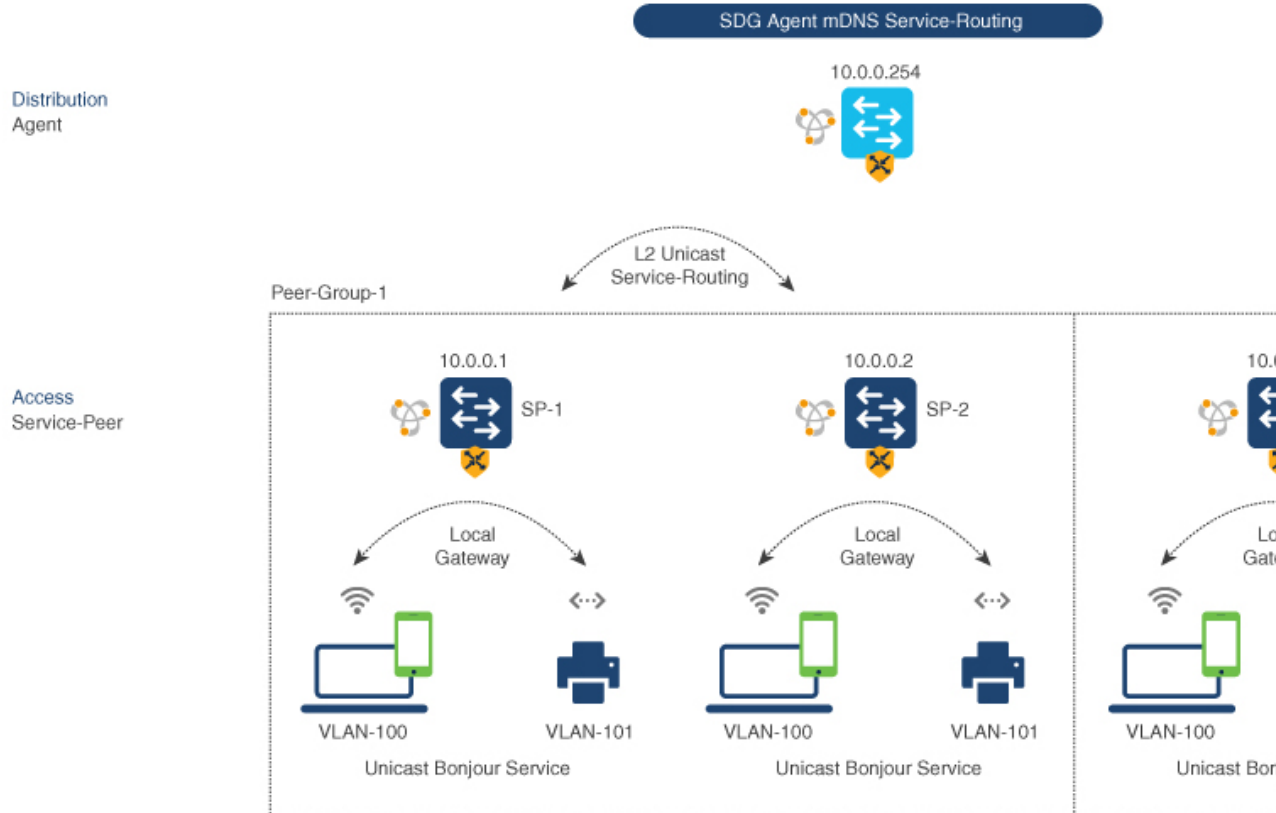 SDG Agent mDNS Service-Routing
10.0.0.254
Distribution
Agent
L2 Unicast
Service-Routing
Peer-Group-1
10.0.0.1
10.0.0.2
Access
Service-Peer
SP-1
SP-2
Local
Gateway
Local
Gateway
VLAN-100
VLAN-101
VLAN-100
VLAN-101
VLAN-100
Unicast Bonjour Service
Unicast Bonjour Service
Unicast